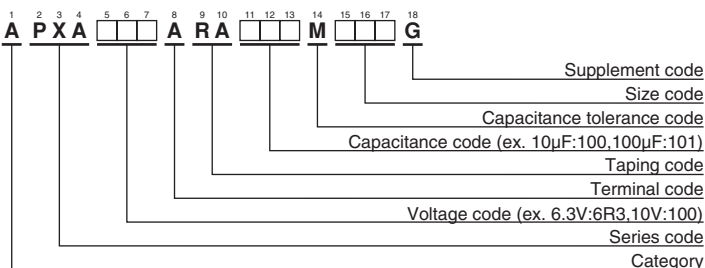 1 2 3 4 5 6 7 8 9 10 11 12 13 14 15 16 17 18
A PXA □□□ A RA □□□ M □□□ G
Supplement code
Size code
Capacitance tolerance code
Capacitance code (ex. 10μF:100,100μF:101)
Taping code
Terminal code
Voltage code (ex. 6.3V:6R3,10V:100)
Series code
Category